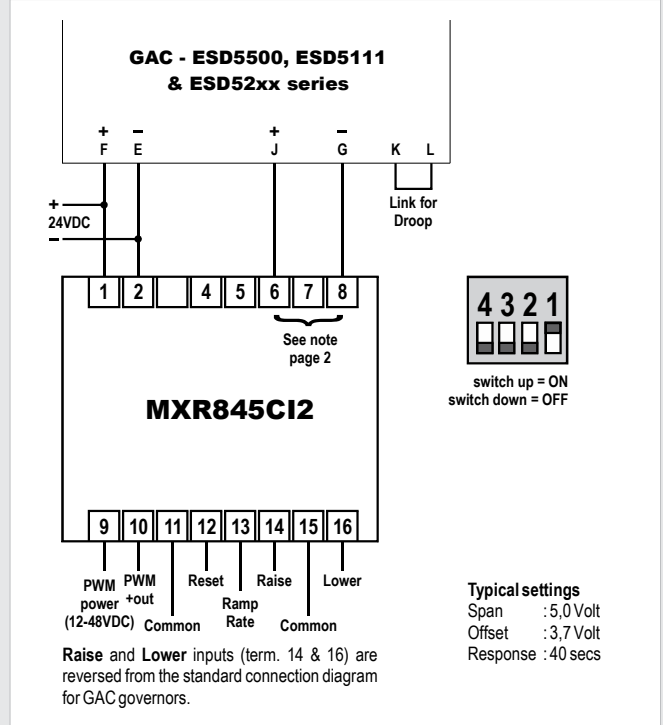 GAC - ESD5500, ESD5111
& ESD52xx series
+ − + −
F E J G K L
Link for
Droop
+
24VDC
−
1 2 4 5 6 7 8
See note
page 2
4 3 2 1
switch up = ON
switch down = OFF
MXR845CI2
9 10 11 12 13 14 15 16
PWM
power
(12-48VDC)
PWM
+out
Common
Reset
Ramp
Rate
Raise
Common
Lower
Raise and Lower inputs (term. 14 & 16) are
reversed from the standard connection diagram
for GAC governors.
Typical settings
Span : 5,0 Volt
Offset : 3,7 Volt
Response : 40 secs